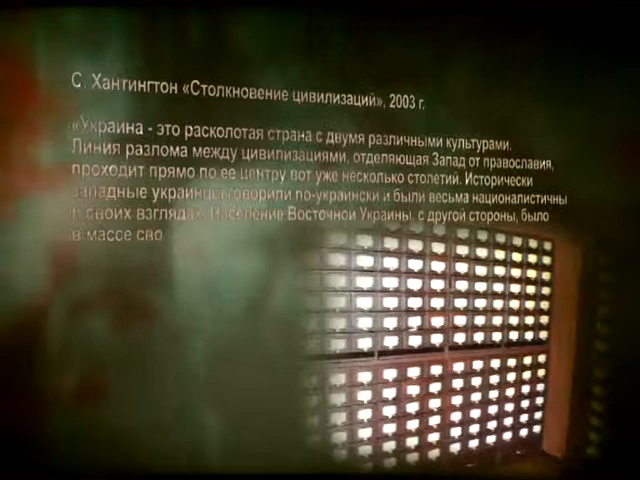 С. Хантингтон «Столкновение цивилизаций», 2003 г.
«Украина - это расколотая страна с двумя различными культурами.
Линия разлома между цивилизациями, отделяющая Запад от православия,
проходит прямо по ее центру вот уже несколько столетий. Исторически
западные украинцы говорили по-украински и были весьма националистичны
в своих взглядах. Население Восточной Украины, с другой стороны, было
в массе сво